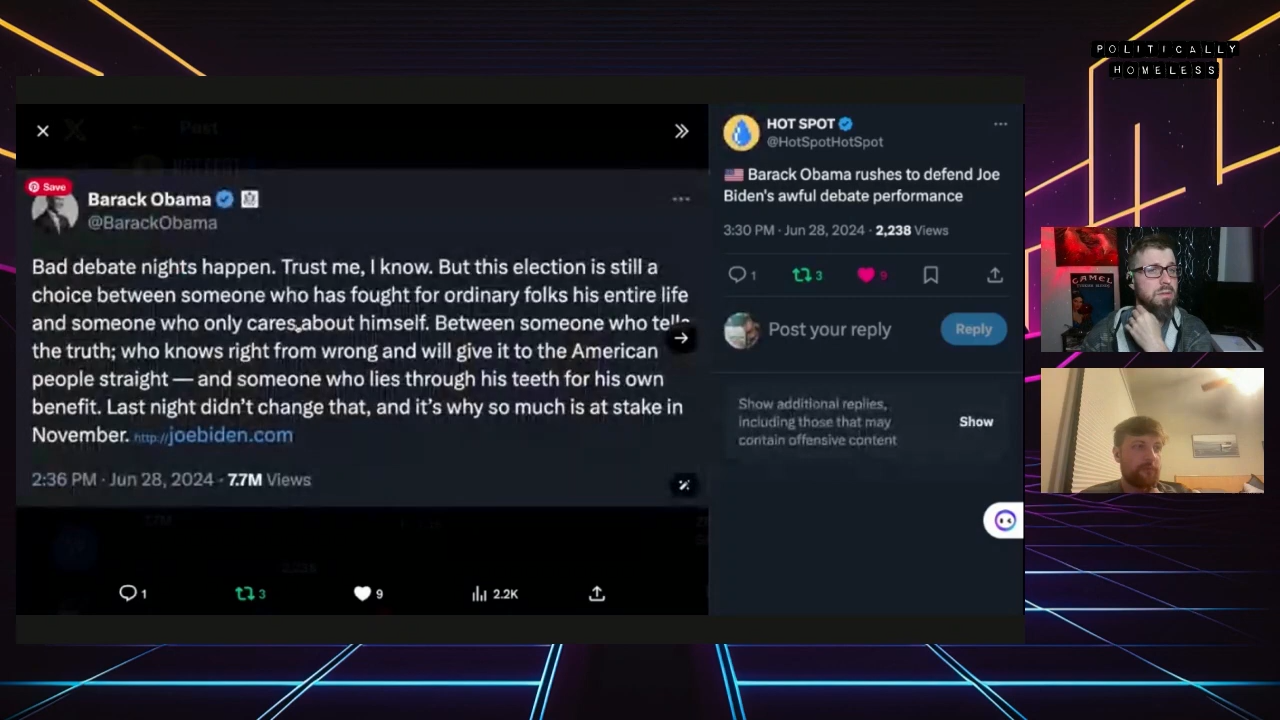 POLITICALLY
HOMELESS
Post
Save
Barack Obama
@BarackObama
Bad debate nights happen. Trust me, I know. But this election is still a
choice between someone who has fought for ordinary folks his entire life
and someone who only cares about himself. Between someone who tells
the truth; who knows right from wrong and will give it to the American
people straight — and someone who lies through his teeth for his own
benefit. Last night didn't change that, and it's why so much is at stake in
November. http://joebiden.com
2:36 PM · Jun 28, 2024 · 7.7M Views
1
3
9
2.2K
HOT SPOT
@HotSpotHotSpot
Barack Obama rushes to defend Joe
Biden's awful debate performance
3:30 PM · Jun 28, 2024 · 2,238 Views
1
3
9
Post your reply
Reply
Show additional replies,
including those that may
contain offensive content
Show
CAMEL